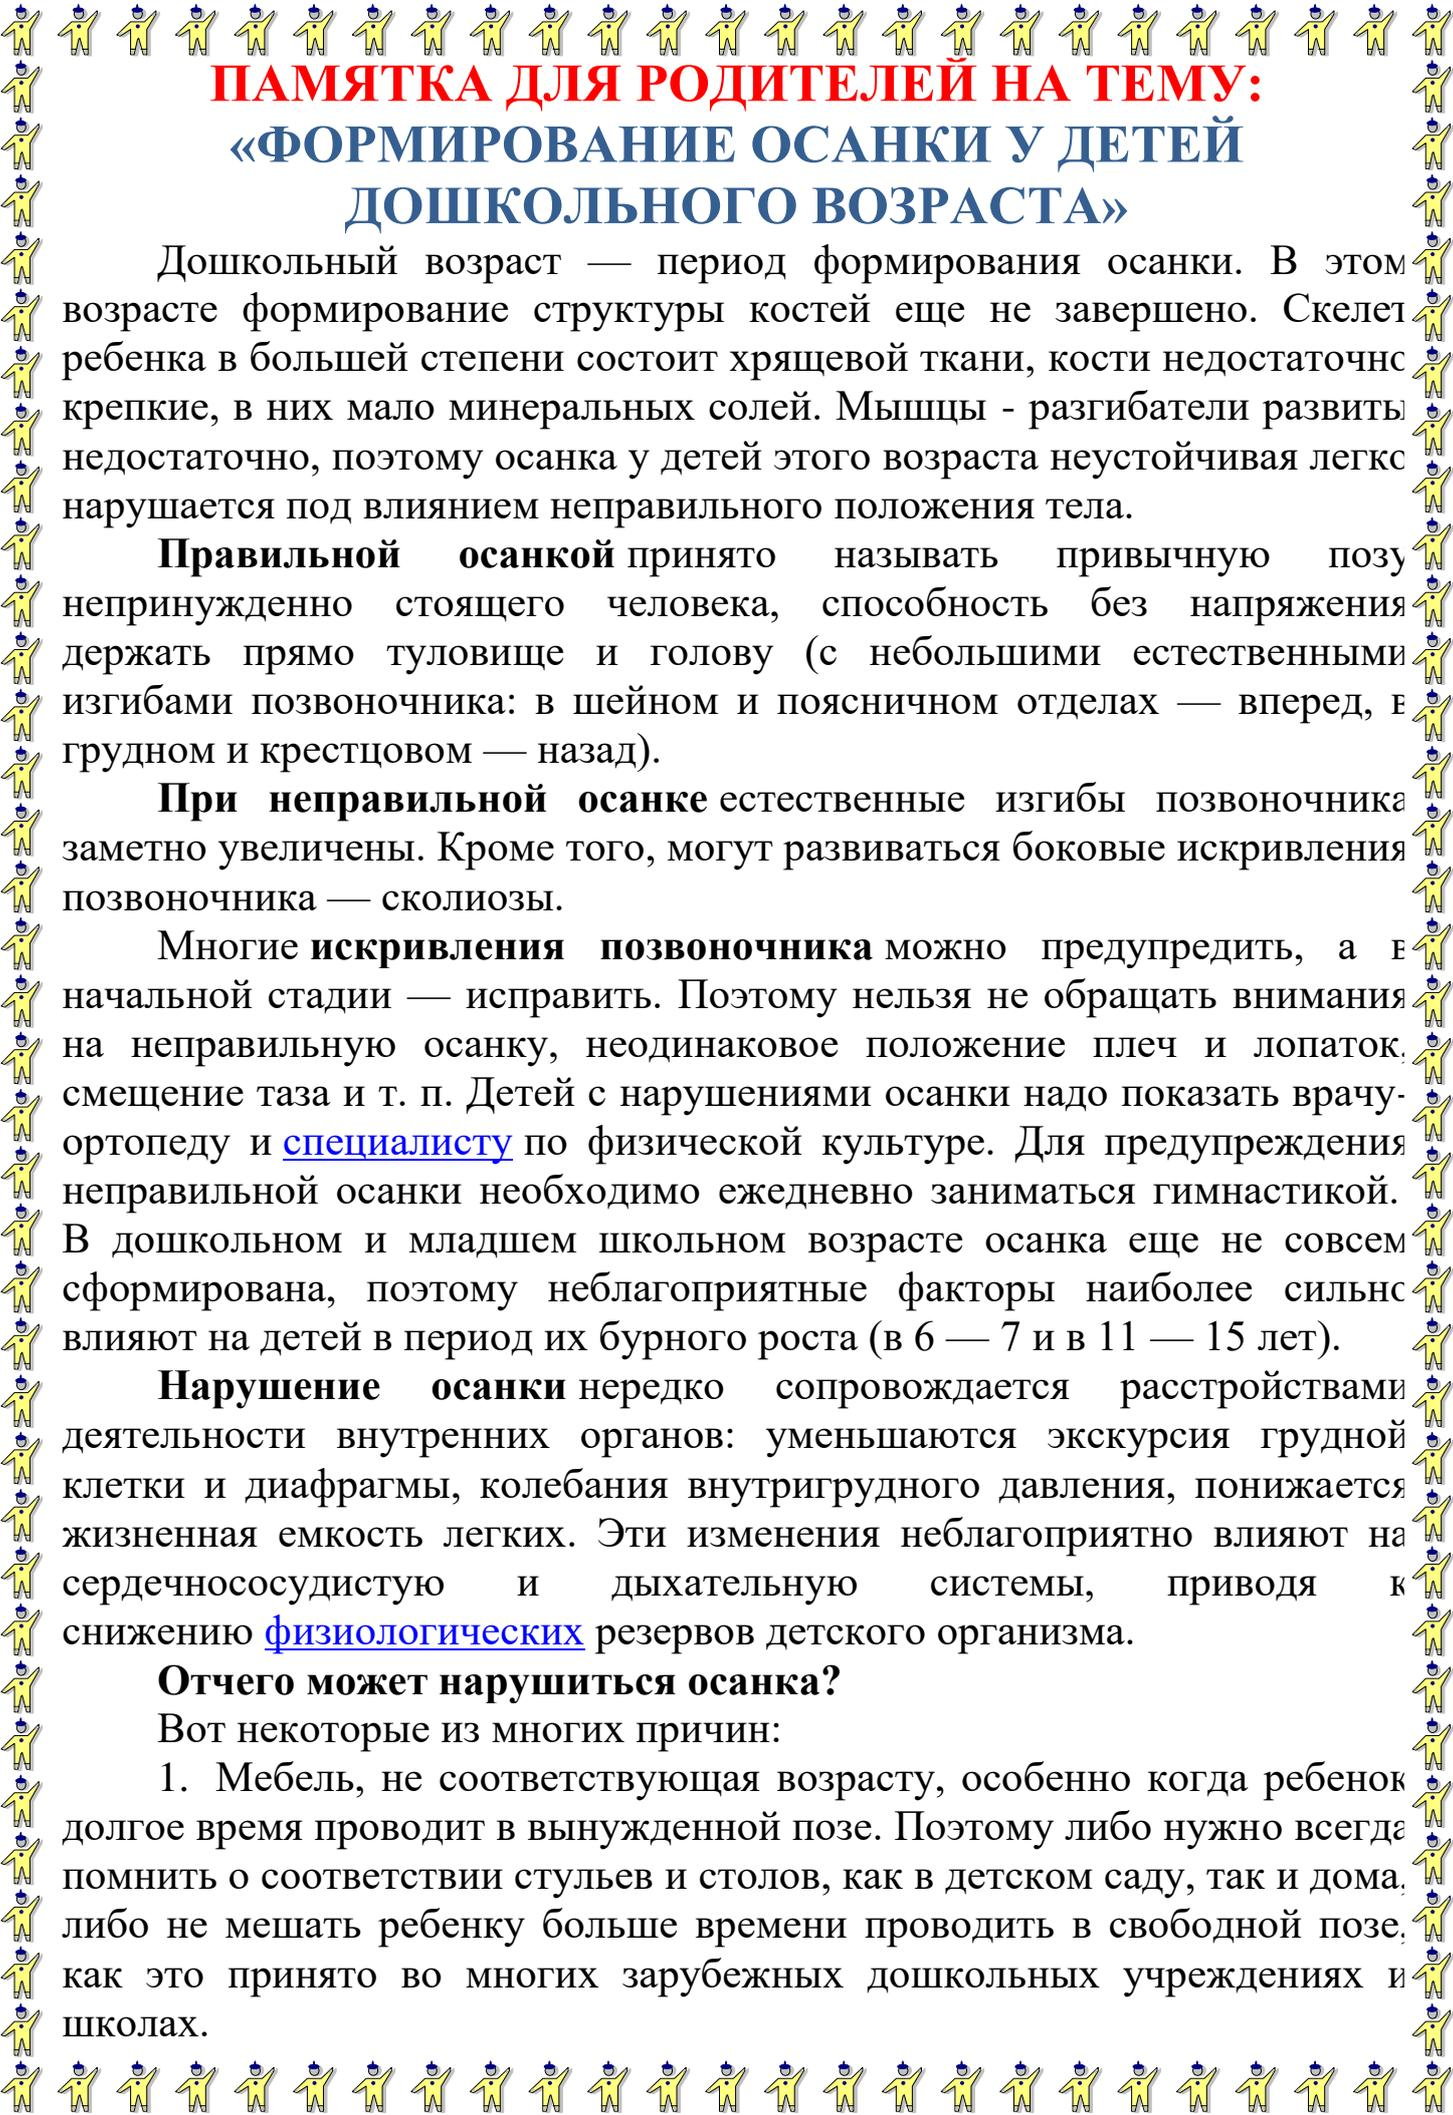 ПАМЯТКА ДЛЯ РОДИТЕЛЕЙ НА ТЕМУ:
«ФОРМИРОВАНИЕ ОСАНКИ У ДЕТЕЙ
ДОШКОЛЬНОГО ВОЗРАСТА»
Дошкольный возраст — период формирования осанки. В этом
возрасте формирование структуры костей еще не завершено. Скелет
ребенка в большей степени состоит хрящевой ткани, кости недостаточно
крепкие, в них мало минеральных солей. Мышцы - разгибатели развиты
недостаточно, поэтому осанка у детей этого возраста неустойчивая легко
нарушается под влиянием неправильного положения тела.
Правильной осанкой принято называть привычную позу
непринужденно стоящего человека, способность без напряжения
держать прямо туловище и голову (с небольшими естественными
изгибами позвоночника: в шейном и поясничном отделах — вперед, в
грудном и крестцовом — назад).
При неправильной осанке естественные изгибы позвоночника
заметно увеличены. Кроме того, могут развиваться боковые искривления
позвоночника — сколиозы.
Многие искривления позвоночника можно предупредить, а в
начальной стадии — исправить. Поэтому нельзя не обращать внимания
на неправильную осанку, неодинаковое положение плеч и лопаток,
смещение таза и т. п. Детей с нарушениями осанки надо показать врачу-
ортопеду и специалисту по физической культуре. Для предупреждения
неправильной осанки необходимо ежедневно заниматься гимнастикой.
В дошкольном и младшем школьном возрасте осанка еще не совсем
сформирована, поэтому неблагоприятные факторы наиболее сильно
влияют на детей в период их бурного роста (в 6 — 7 и в 11 — 15 лет).
Нарушение осанки нередко сопровождается расстройствами
деятельности внутренних органов: уменьшаются экскурсия грудной
клетки и диафрагмы, колебания внутригрудного давления, понижается
жизненная емкость легких. Эти изменения неблагоприятно влияют на
сердечнососудистую и дыхательную системы, приводя к
снижению физиологических резервов детского организма.
Отчего может нарушиться осанка?
Вот некоторые из многих причин:
1. Мебель, не соответствующая возрасту, особенно когда ребенок
долгое время проводит в вынужденной позе. Поэтому либо нужно всегда
помнить о соответствии стульев и столов, как в детском саду, так и дома,
либо не мешать ребенку больше времени проводить в свободной позе,
как это принято во многих зарубежных дошкольных учреждениях и
школах.